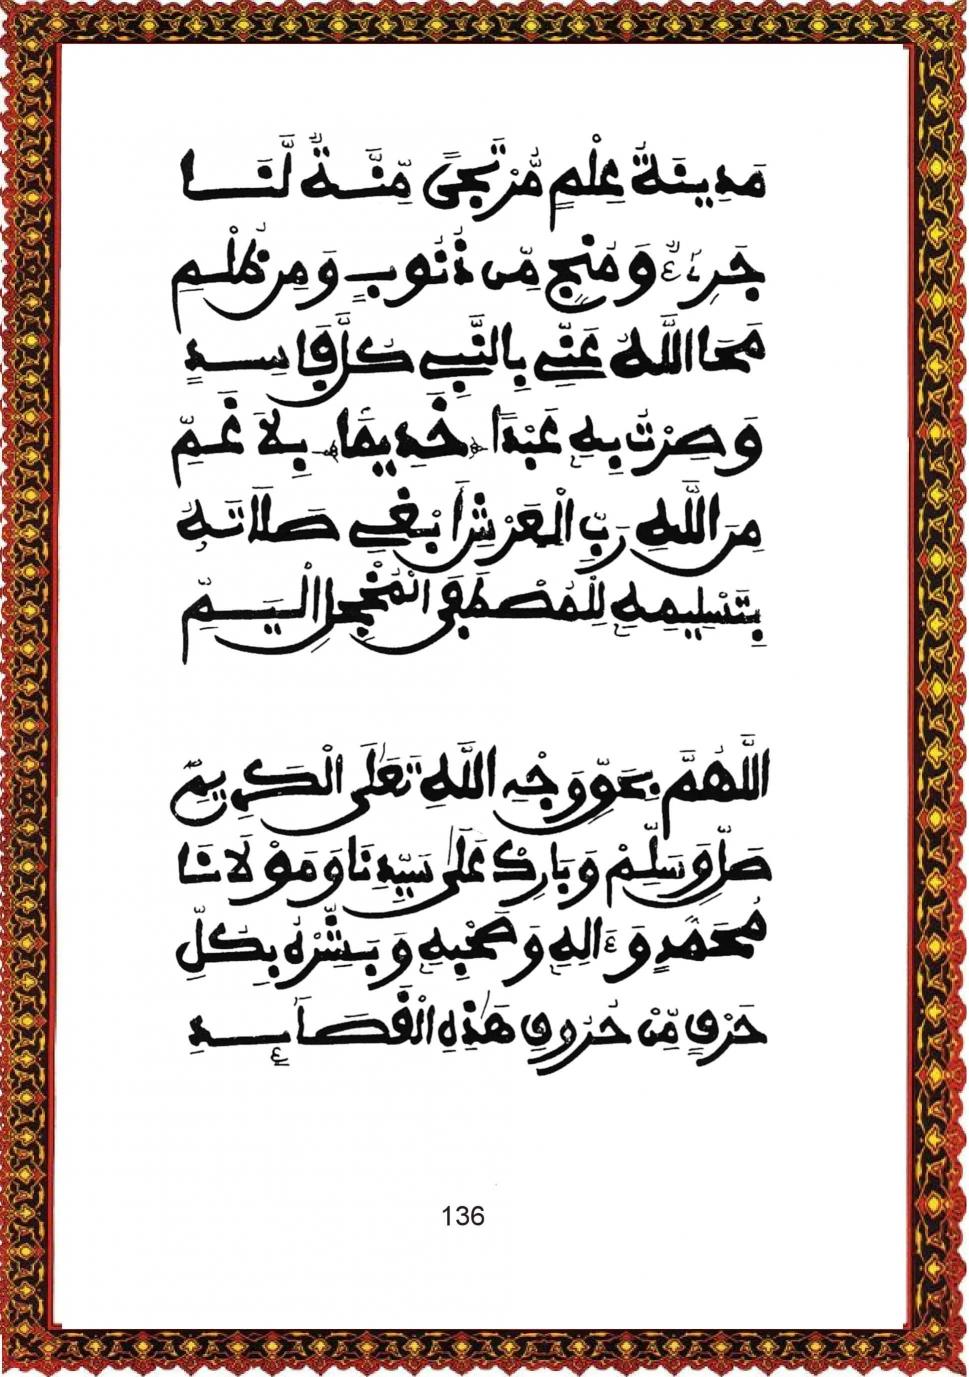 مَدِينَةُ عِلْمٍ مُّرْتَجًى مِّنَّةٌ لَّنَا
جَرِىءٌ وَمُنْجٍ مِّن ذُنُوبٍ وَمِن ظُلْمِ
مَحَا اللَّهُ عَنِّي بِالنَّبِي كُلَّ فَاسِدٍ
وَصِرْتُ بِهِ عَبْدًا خَدِيمًا بِلَا غَمِّ
مِنَ اللَّهِ رَبِّ الْعَرْشِ أَبْغِي صَلَاتَهُ
بِتَسْلِيمِهِ لِلْمُصْطَفَى الْمُخْجِلِ الْيَمِّ
اللَّهُمَّ بِحَقِّ وَجْهِ اللَّهِ تَعَالَى الْكَرِيمِ
صَلِّ وَسَلِّمْ وَبَارِكْ عَلَى سَيِّدِنَا وَمَوْلَانَا
مُحَمَّدٍ وَءَالِهِ وَصَحْبِهِ وَبَشِّرْهُ بِكُلِّ
حَرْفٍ مِّنْ حُرُوفِ هَذِهِ الْقَصَائِدِ
136